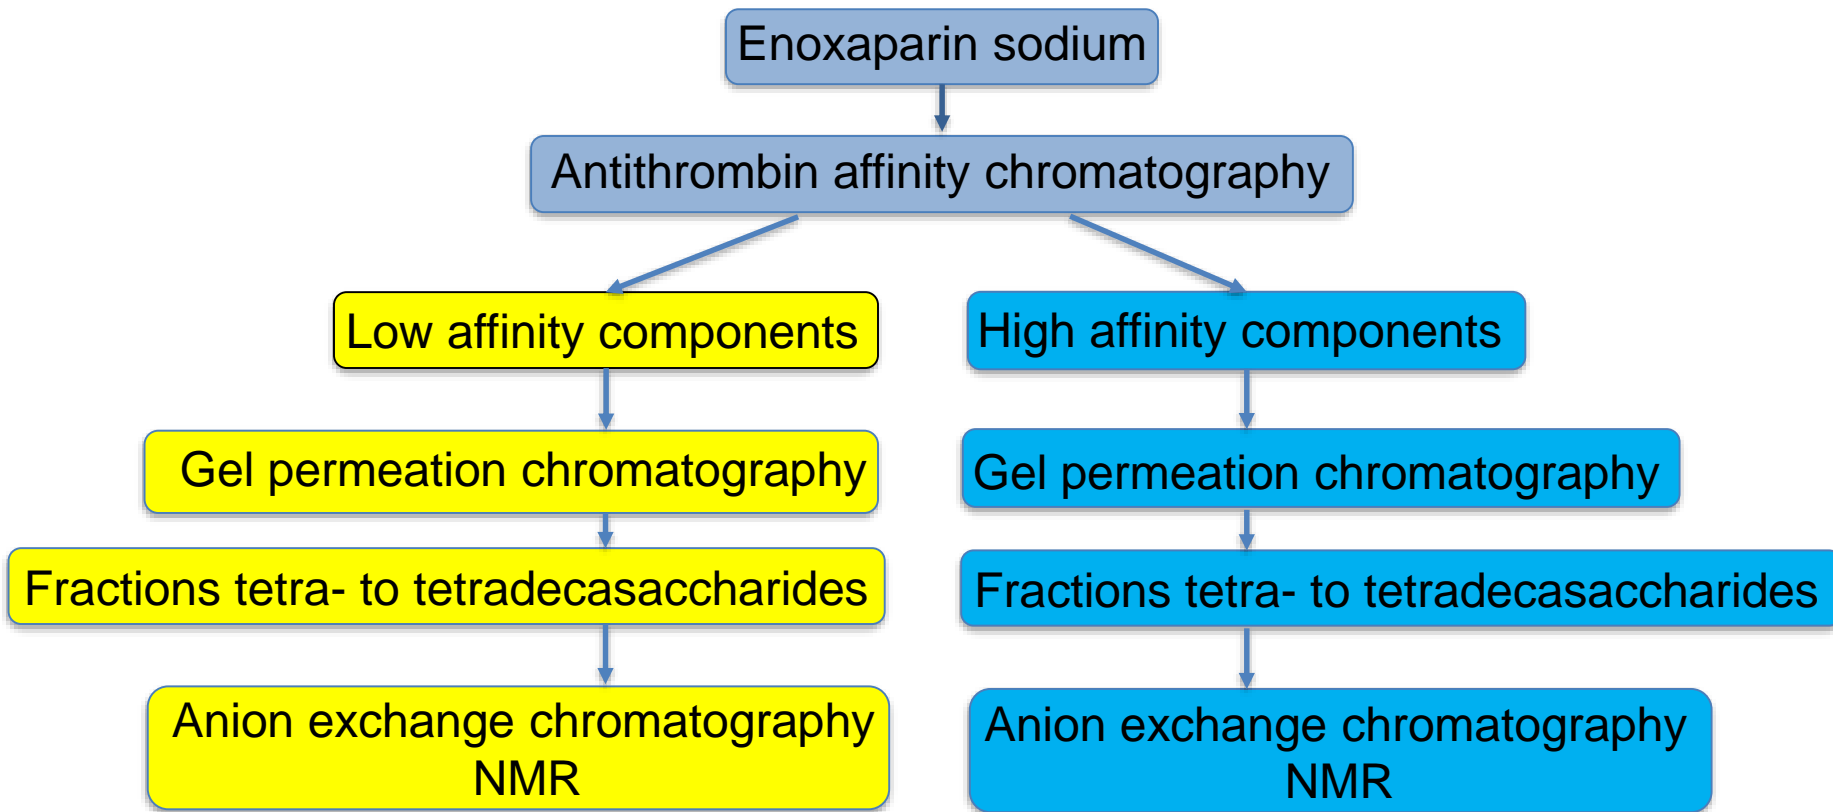 Enoxaparin sodium
Antithrombin affinity chromatography
Low affinity components
High affinity components
Gel permeation chromatography
Gel permeation chromatography
Fractions tetra- to tetradecasaccharides
Fractions tetra- to tetradecasaccharides
Anion exchange chromatography
NMR
Anion exchange chromatography
NMR